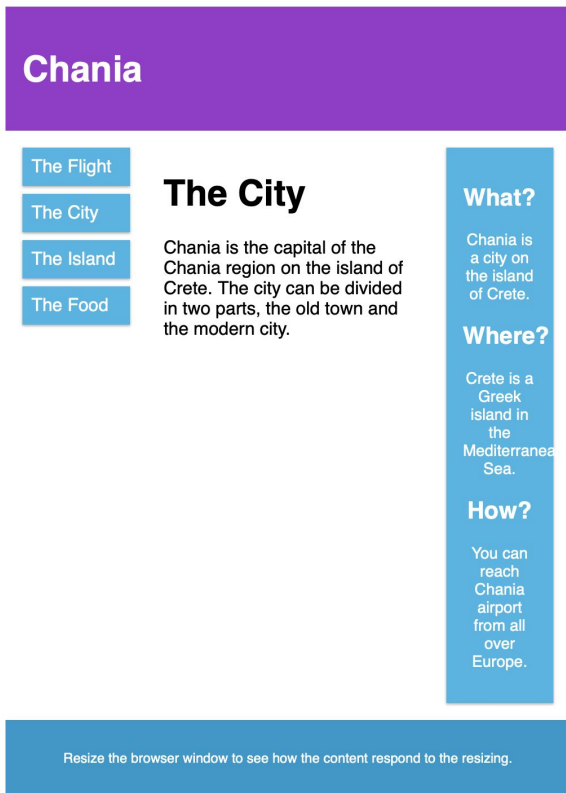 Chania
The Flight
The City
The Island
The Food
The City
Chania is the capital of the
Chania region on the island of
Crete. The city can be divided
in two parts, the old town and
the modern city.
What?
Chania is
a city on
the island
of Crete.
Where?
Crete is a
Greek
island in
the
Mediterranea
Sea.
How?
You can
reach
Chania
airport
from all
over
Europe.
Resize the browser window to see how the content respond to the resizing.